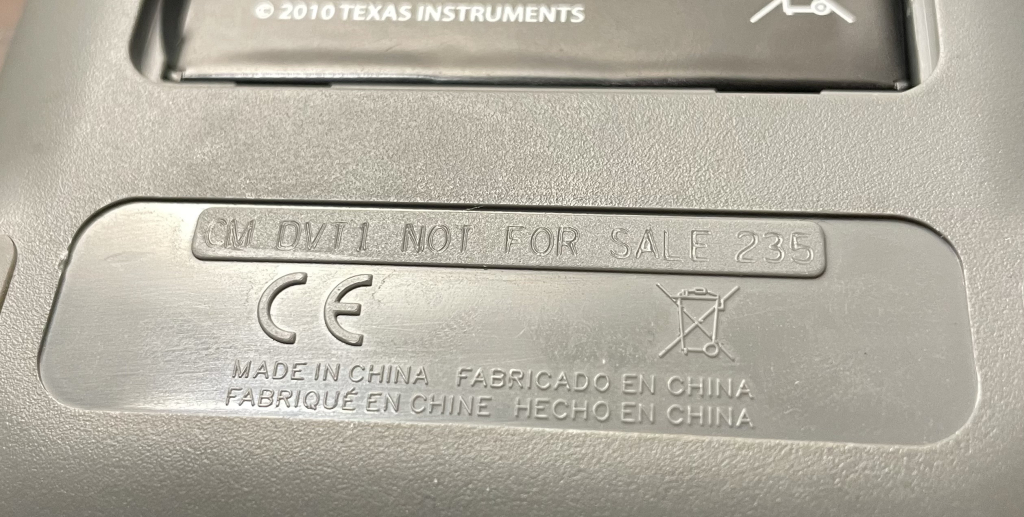 © 2010 TEXAS INSTRUMENTS
CM DVT1 NOT FOR SALE 235
CE
MADE IN CHINA FABRICADO EN CHINA
FABRIQUÉ EN CHINE HECHO EN CHINA